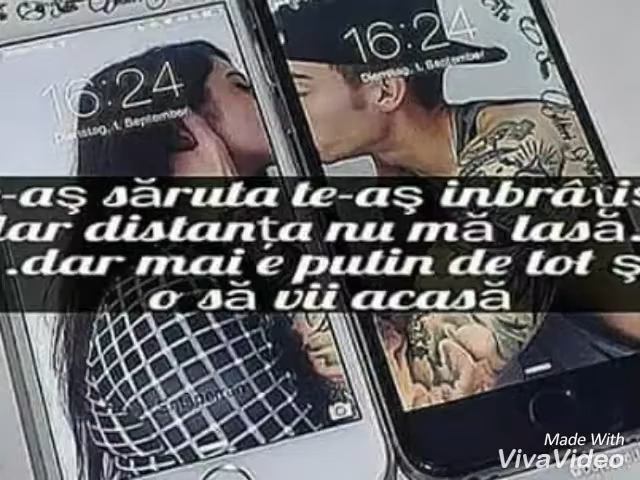 16:24
Dienstag, 1. September
16:24
Dienstag, 1. September
-aş săruta te-aş inbrăţiş
dar distanţa nu mă lasă.
.dar mai e putin de tot ş
o să vii acasă
Made With
VivaVideo